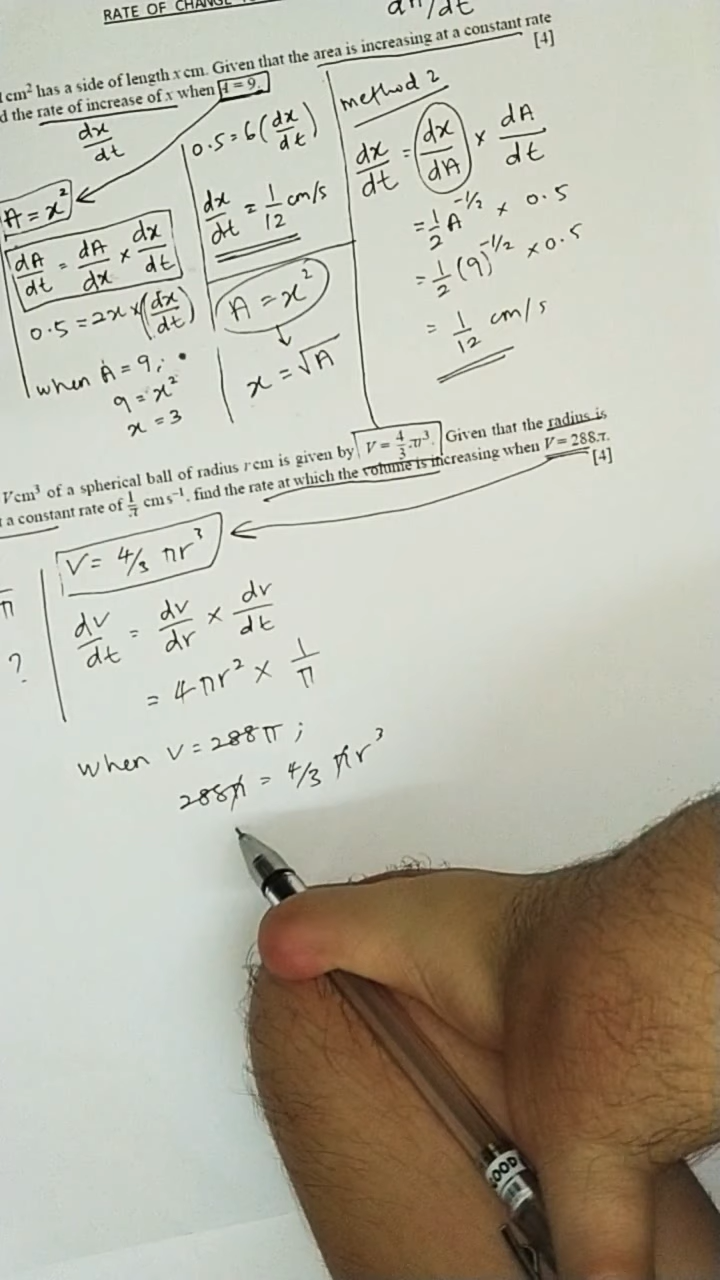 RATE OF CHANGE
dt
cm² has a side of length x cm. Given that the area is increasing at a constant rate
[4]
the rate of increase of x when A = 9.
dx/dt
A = x²
dA/dt = dA/dx × dx/dt
0.5 = 2x × (dx/dt)
when A = 9;
9 = x²
x = 3
0.5 = 6(dx/dt)
dx/dt = 1/12 cm/s
A = x²
↓
x = √A
method 2
dx/dt = dx/dA × dA/dt
= 1/2 A^-1/2 × 0.5
= 1/2 (9)^-1/2 × 0.5
= 1/12 cm/s
V cm³ of a spherical ball of radius r cm is given by V = 4/3 πr³. Given that the radius is
a constant rate of 1/π cm s⁻¹, find the rate at which the volume is increasing when V = 288π.
[4]
π
?
V = 4/3 πr³
dv/dt = dv/dr × dr/dt
= 4πr² × 1/π
when V = 288π;
288π = 4/3 πr³
GOOD